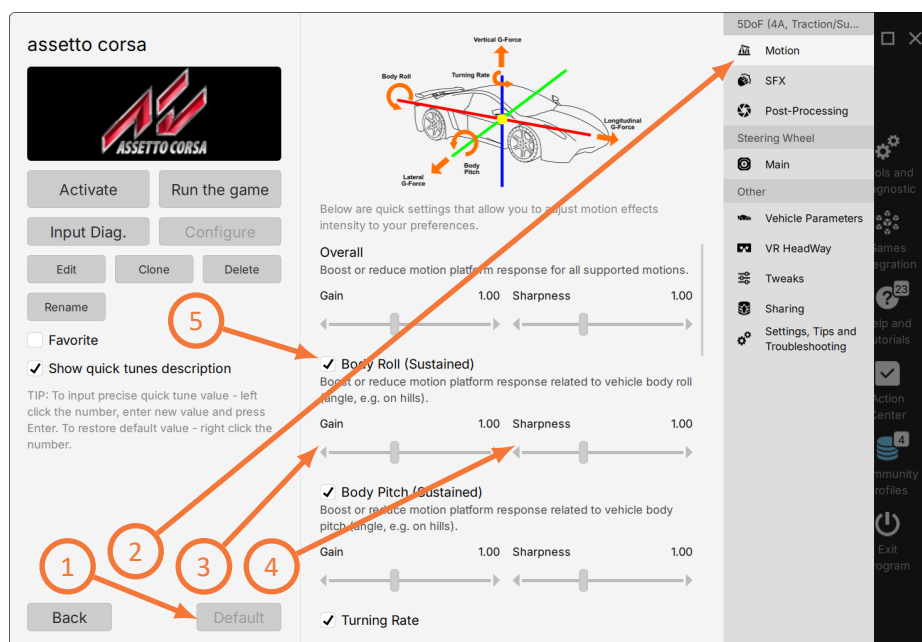 assetto corsa
ASSETTO CORSA
Activate
Run the game
Input Diag.
Configure
Edit
Clone
Delete
Rename
Favorite
Show quick tunes description
TIP: To input precise quick tune value - left
click the number, enter new value and press
Enter. To restore default value - right click the
number.
1
2
3
4
5
Back
Default
Vertical G-Force
Body Roll
Turning Rate
Longitudinal
G-Force
Body
Pitch
Lateral
G-Force
Below are quick settings that allow you to adjust motion effects
intensity to your preferences.
Overall
Boost or reduce motion platform response for all supported motions.
Gain 1.00 Sharpness 1.00
Body Roll (Sustained)
Boost or reduce motion platform response related to vehicle body roll
(angle, e.g. on hills).
Gain 1.00 Sharpness 1.00
Body Pitch (Sustained)
Boost or reduce motion platform response related to vehicle body
pitch (angle, e.g. on hills).
Gain 1.00 Sharpness 1.00
Turning Rate
5DoF (4A, Traction/Su...
Motion
SFX
Post-Processing
Steering Wheel
Main
Other
Vehicle Parameters
VR HeadWay
Tweaks
Sharing
Settings, Tips and
Troubleshooting
23
4
Exit